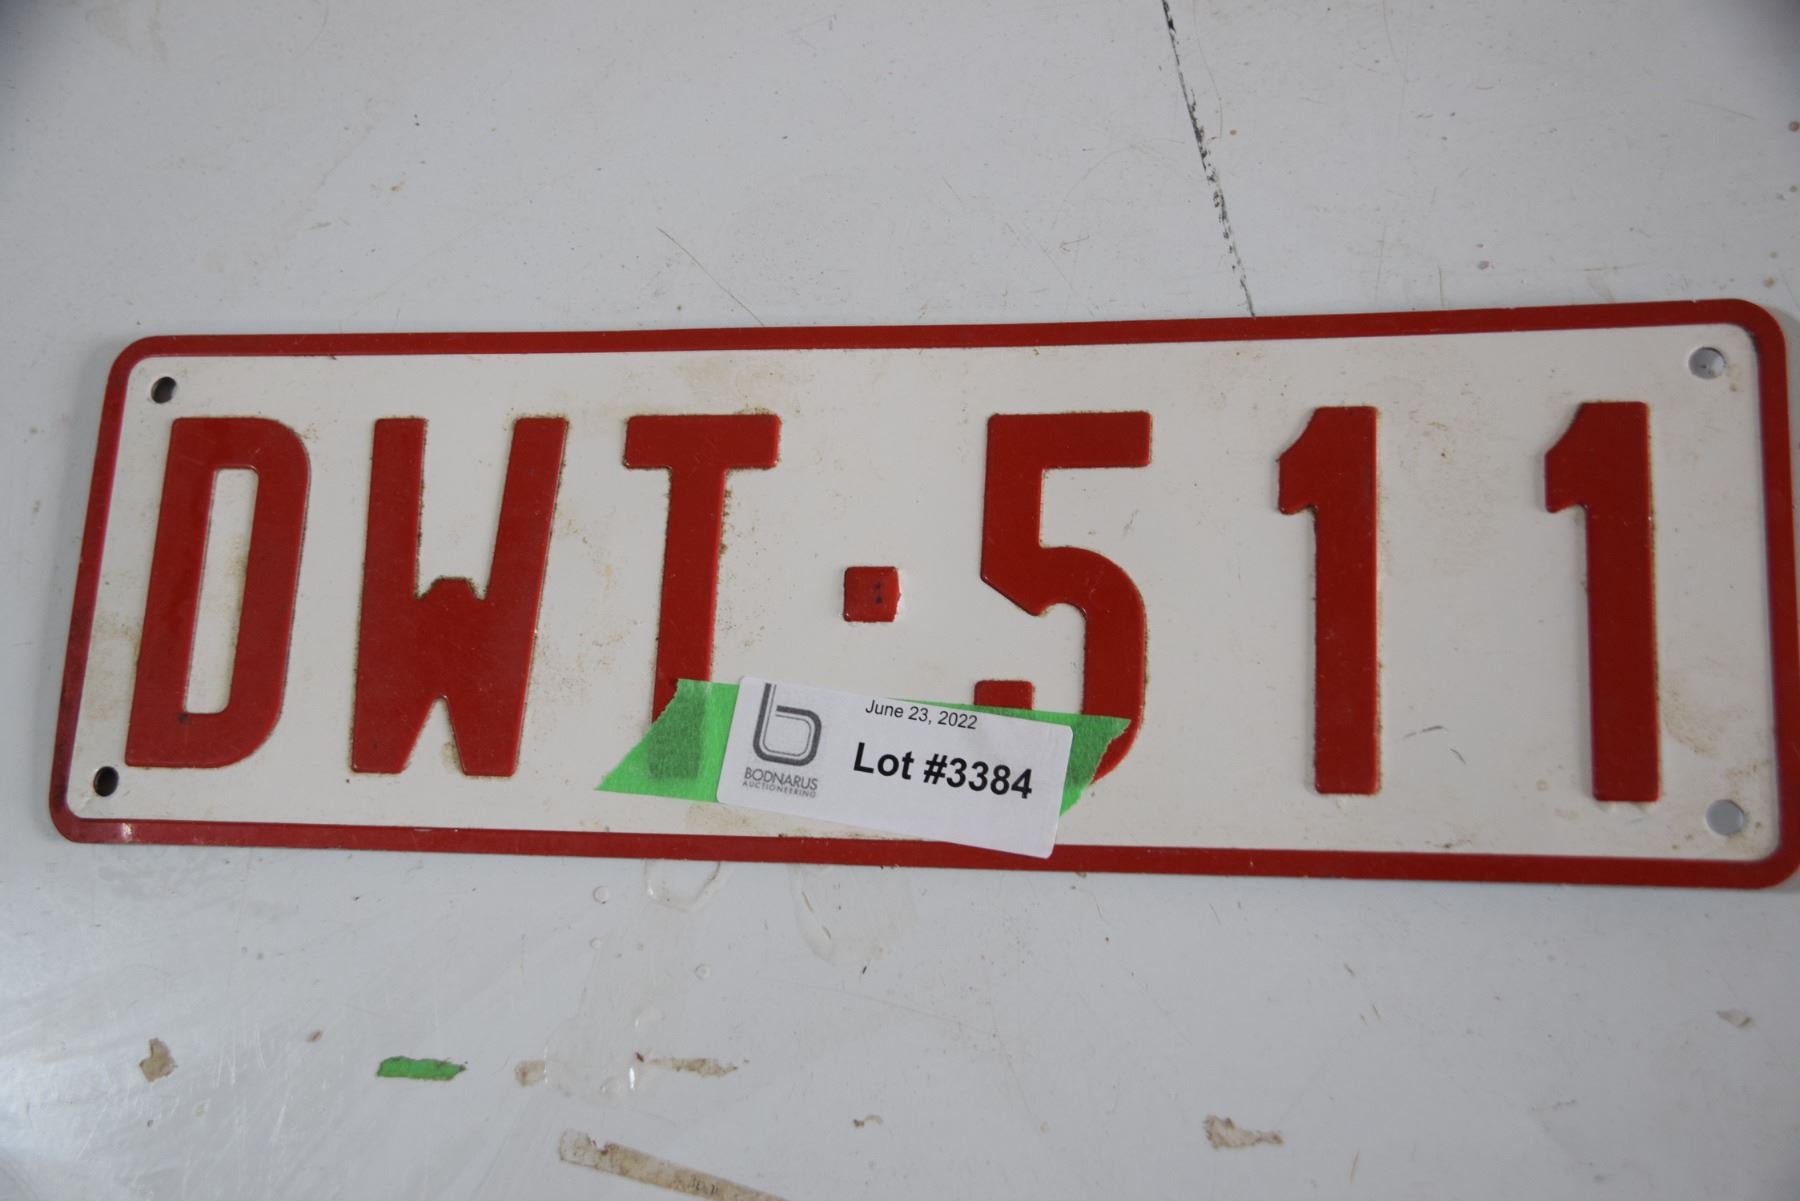 DWT·511
June 23, 2022
Lot #3384
b
BODNARUS
AUCTIONEERING